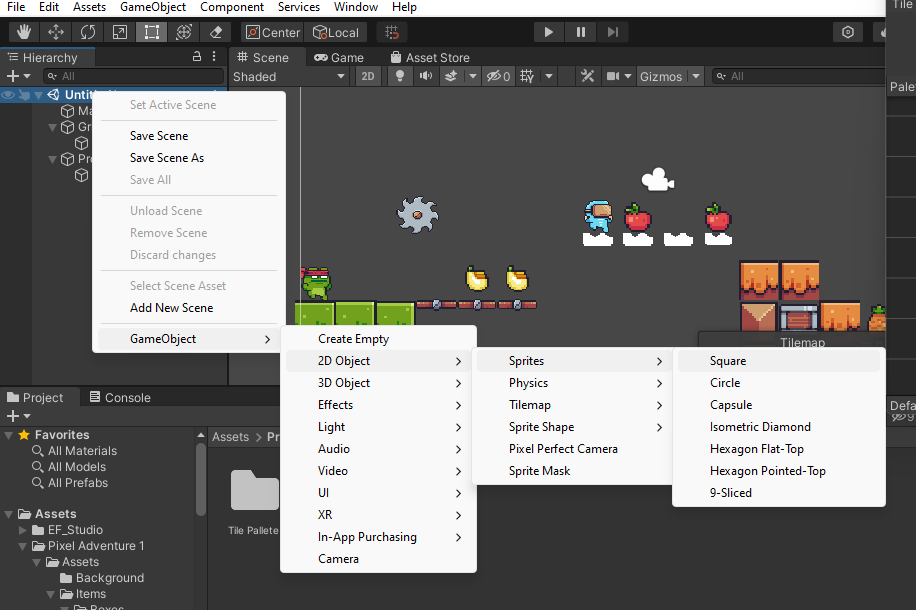 File Edit Assets GameObject Component Services Window Help
Tile
Center Local
Hierarchy
Scene Game Asset Store
All
Shaded 2D 0 Gizmos All
Palet
Set Active Scene
Save Scene
Save Scene As
Save All
Unload Scene
Remove Scene
Discard changes
Select Scene Asset
Add New Scene
GameObject
Create Empty
2D Object
3D Object
Effects
Light
Audio
Video
UI
XR
In-App Purchasing
Camera
Sprites
Physics
Tilemap
Sprite Shape
Pixel Perfect Camera
Sprite Mask
Tilemap
Square
Circle
Capsule
Isometric Diamond
Hexagon Flat-Top
Hexagon Pointed-Top
9-Sliced
Project Console
Favorites
All Materials
All Models
All Prefabs
Assets
EF_Studio
Pixel Adventure 1
Assets
Background
Items
Boxes
Assets > Pr
Tile Pallete
Defa